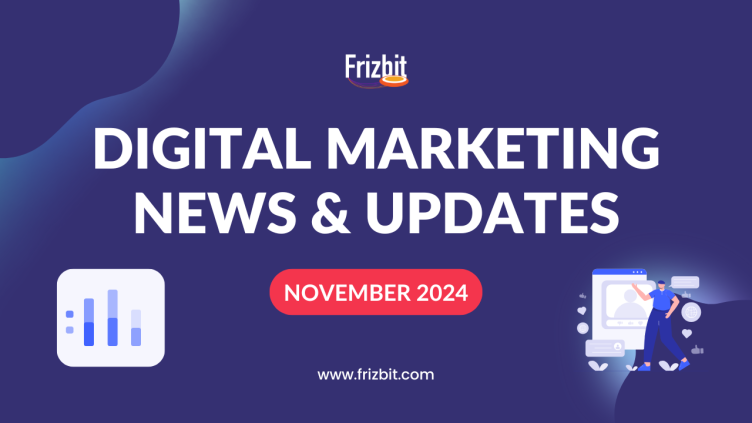 Frizbit
DIGITAL MARKETING
NEWS & UPDATES
NOVEMBER 2024
www.frizbit.com